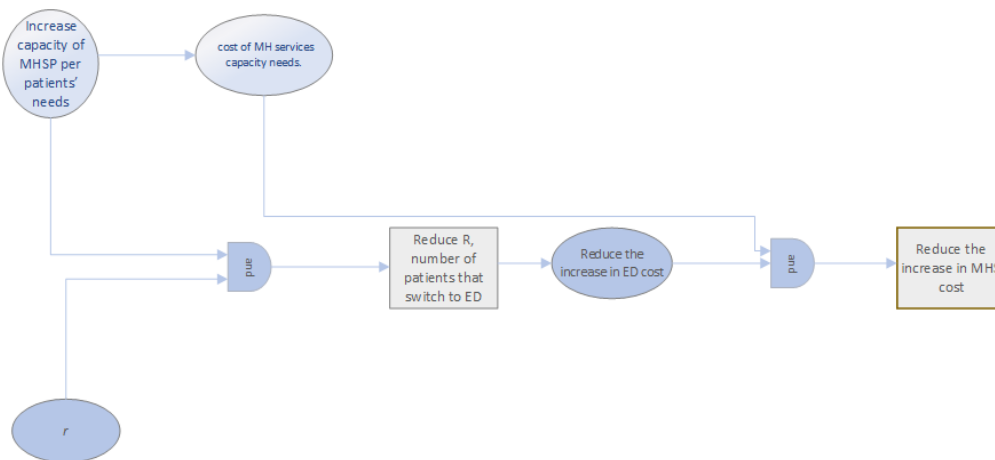 Increase
capacity of
MHSP per
patients'
needs
cost of MH services
capacity needs.
and
Reduce R,
number of
patients that
switch to ED
Reduce the
increase in ED cost
and
Reduce the
increase in MHS
cost
r